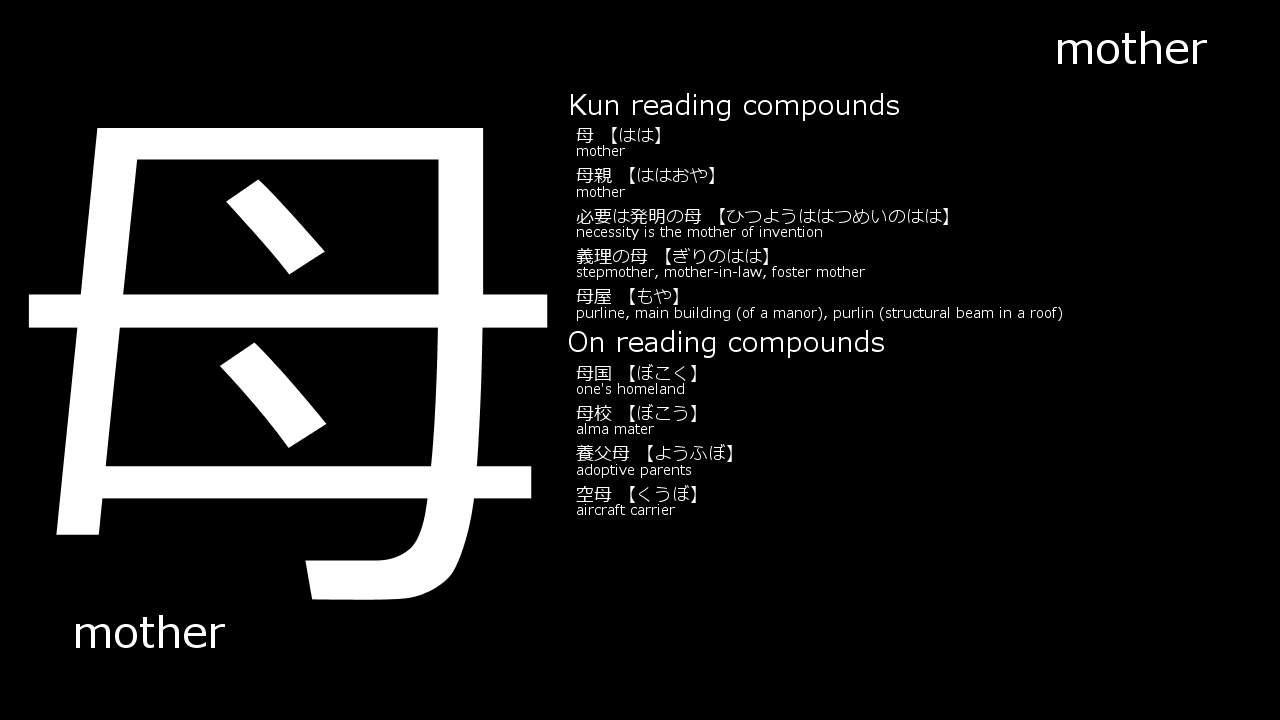 mother
母
Kun reading compounds
母 【はは】
mother
母親 【ははおや】
mother
必要は発明の母 【ひつようははつめいのはは】
necessity is the mother of invention
義理の母 【ぎりのはは】
stepmother, mother-in-law, foster mother
母屋 【もや】
purline, main building (of a manor), purlin (structural beam in a roof)
On reading compounds
母国 【ぼこく】
one's homeland
母校 【ぼこう】
alma mater
養父母 【ようふぼ】
adoptive parents
空母 【くうぼ】
aircraft carrier
mother